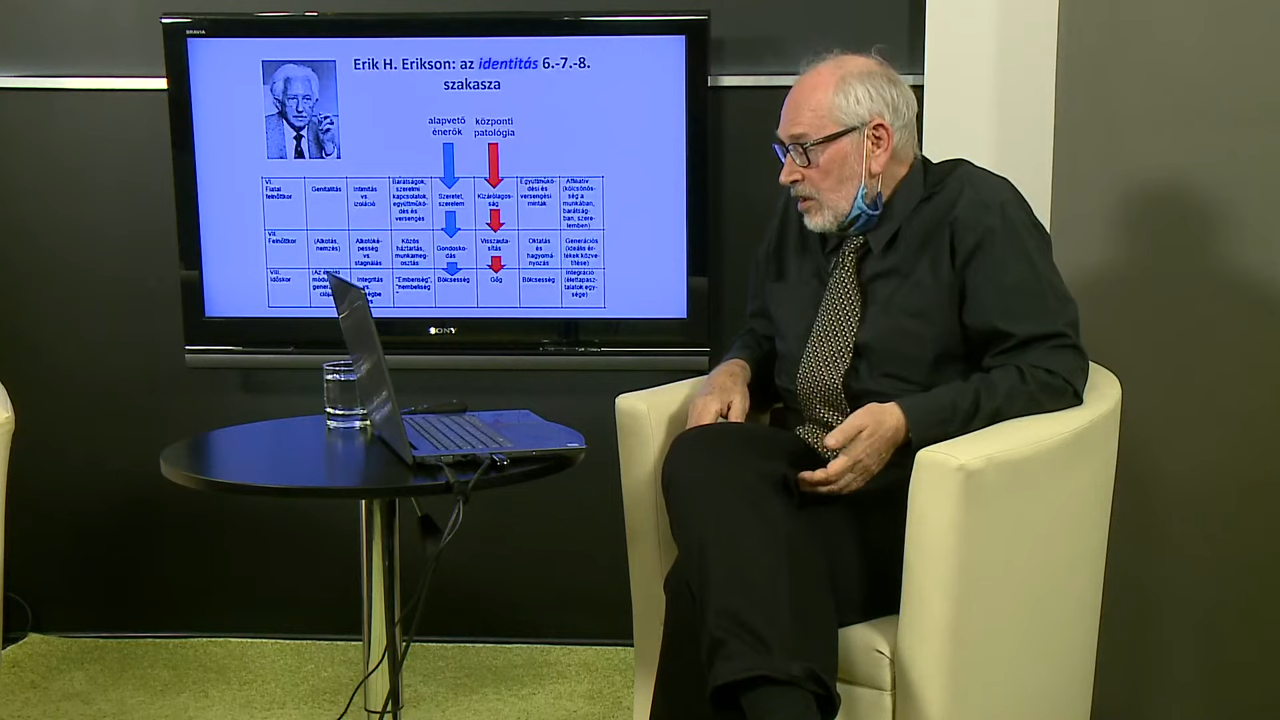 BRAVIA
Erik H. Erikson: az identitás 6.-7.-8.
szakasza
alapvető
énerők
központi
patológia
VI.
Fiatal
felnőttkor
Genitalitás
Intimitás
vs.
izoláció
Barátságok,
szerelmi
kapcsolatok,
együttműkö-
dés és
versengés
Szeretet,
szerelem
Kizárólagos-
ság
Együttműkö-
dési és
versengési
minták
Affiliatív
(kölcsönös-
ség a
munkában,
barátság-
ban, szere-
lemben)
VII.
Felnőttkor
(Alkotás,
nemzés)
Alkotóké-
pesség
vs.
stagnálás
Közös
háztartás,
munkameg-
osztás
Gondosko-
dás
Visszauta-
sítás
Oktatás
és
hagyomá-
nyozás
Generációs
(ideális ér-
tékek közve-
títése)
VIII.
Időskor
(Az
Integritás
vs.
"Emberiség",
"nembeliség"
Bölcsesség
Gőg
Bölcsesség
Integráció
(élettapasz-
talatok egy-
sége)
SONY